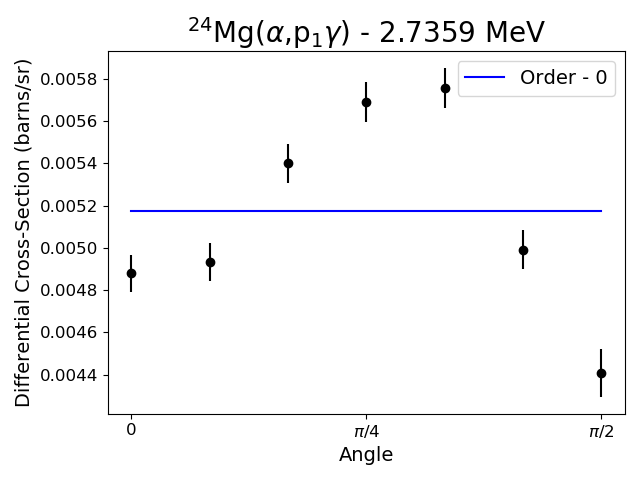 ²⁴Mg(α,p₁γ) - 2.7359 MeV
Differential Cross-Section (barns/sr)
0.0058
0.0056
0.0054
0.0052
0.0050
0.0048
0.0046
0.0044
Order - 0
0
π/4
π/2
Angle